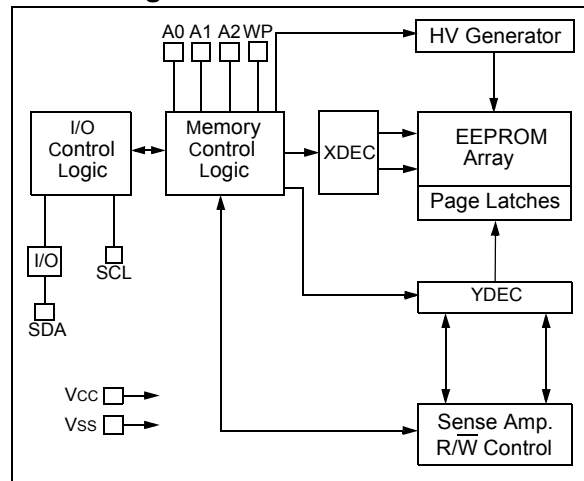 A0 A1 A2 WP
HV Generator
I/O
Control
Logic
Memory
Control
Logic
XDEC
EEPROM
Array
Page Latches
I/O
SCL
SDA
YDEC
VCC
VSS
Sense Amp.
R/W̅ Control